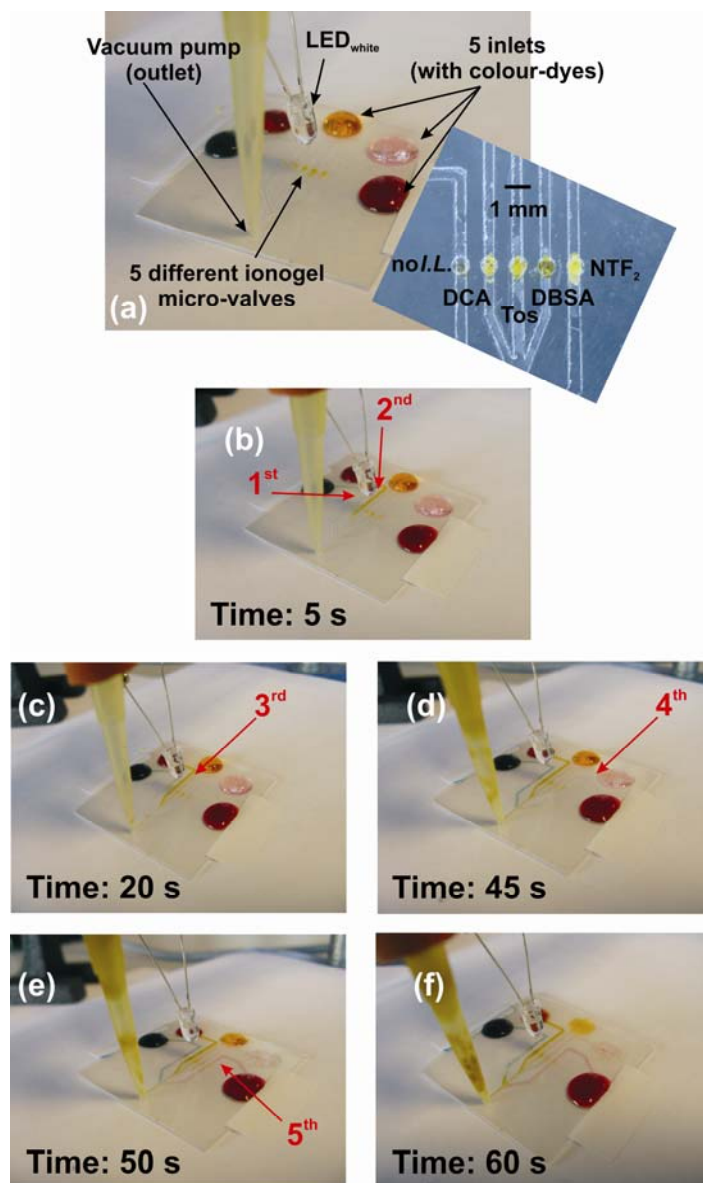 Vacuum pump
(outlet)
LEDwhite
5 inlets
(with colour-dyes)
5 different ionogel
micro-valves
(a)
1 mm
noI.L.
DCA
Tos
DBSA
NTF2
(b)
1st
2nd
Time: 5 s
(c)
3rd
Time: 20 s
(d)
4th
Time: 45 s
(e)
5th
Time: 50 s
(f)
Time: 60 s